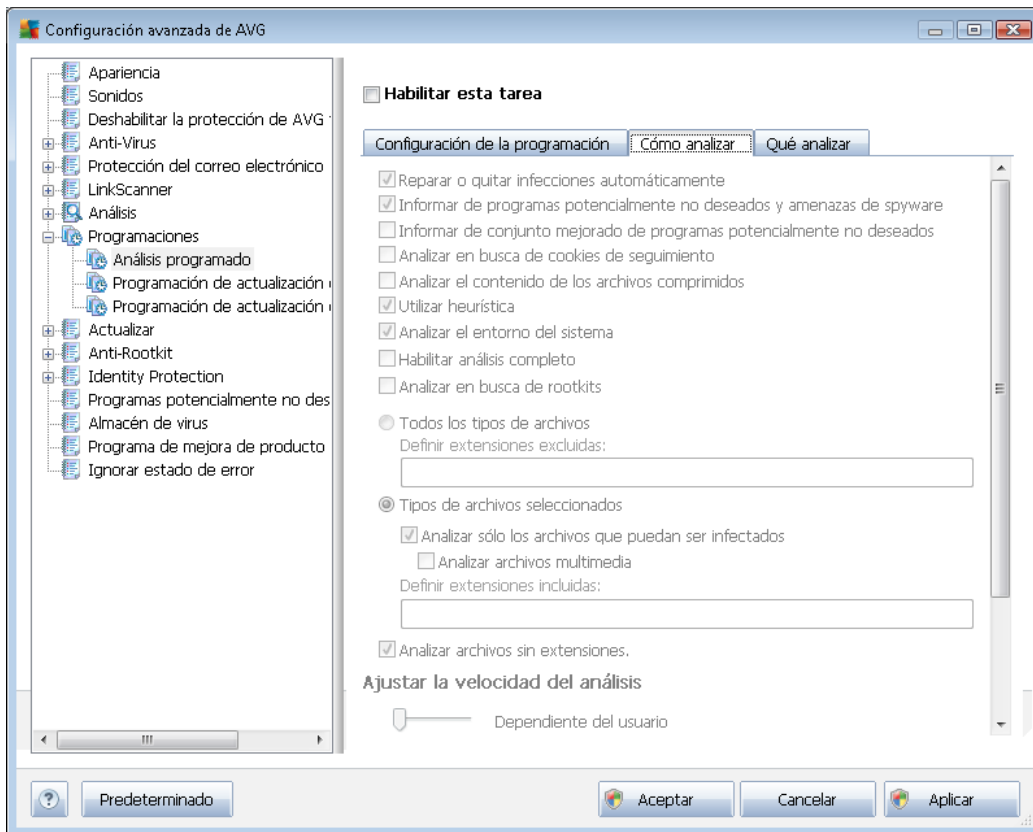 Configuración avanzada de AVG
Apariencia
Sonidos
Deshabilitar la protección de AVG
Anti-Virus
Protección del correo electrónico
LinkScanner
Análisis
Programaciones
Análisis programado
Programación de actualización
Programación de actualización
Actualizar
Anti-Rootkit
Identity Protection
Programas potencialmente no des
Almacén de virus
Programa de mejora de producto
Ignorar estado de error
Habilitar esta tarea
Configuración de la programación
Cómo analizar
Qué analizar
Reparar o quitar infecciones automáticamente
Informar de programas potencialmente no deseados y amenazas de spyware
Informar de conjunto mejorado de programas potencialmente no deseados
Analizar en busca de cookies de seguimiento
Analizar el contenido de los archivos comprimidos
Utilizar heurística
Analizar el entorno del sistema
Habilitar análisis completo
Analizar en busca de rootkits
Todos los tipos de archivo
Definir extensiones excluidas:
Tipos de archivos seleccionados
Analizar sólo los archivos que puedan ser infectados
Analizar archivos multimedia
Definir extensiones incluidas:
Analizar archivos sin extensiones.
Ajustar la velocidad del análisis
Dependiente del usuario
?
Predeterminado
Aceptar
Cancelar
Aplicar